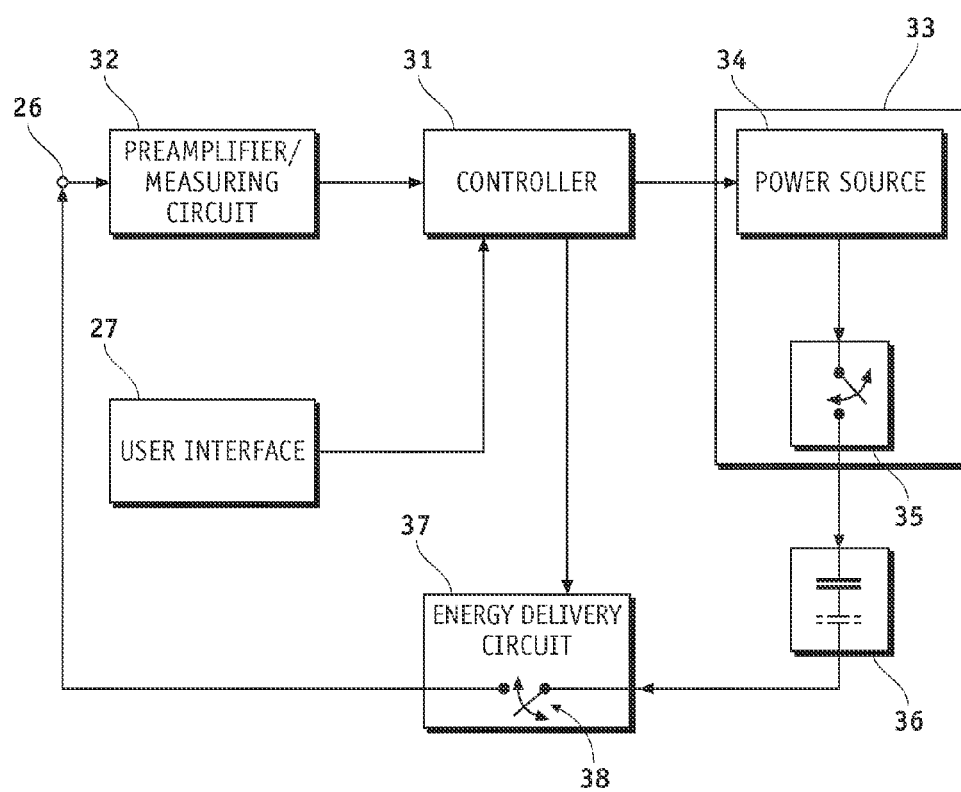 33
32
31
34
26
PREAMPLIFIER/
MEASURING
CIRCUIT
CONTROLLER
POWER SOURCE
27
USER INTERFACE
35
37
ENERGY DELIVERY
CIRCUIT
36
38